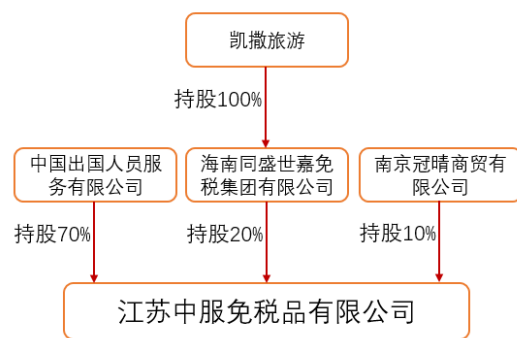 凯撒旅游
持股100%
中国出国人员服
务有限公司
海南同盛世嘉免
税集团有限公司
南京冠晴商贸有
限公司
持股70%
持股20%
持股10%
江苏中服免税品有限公司